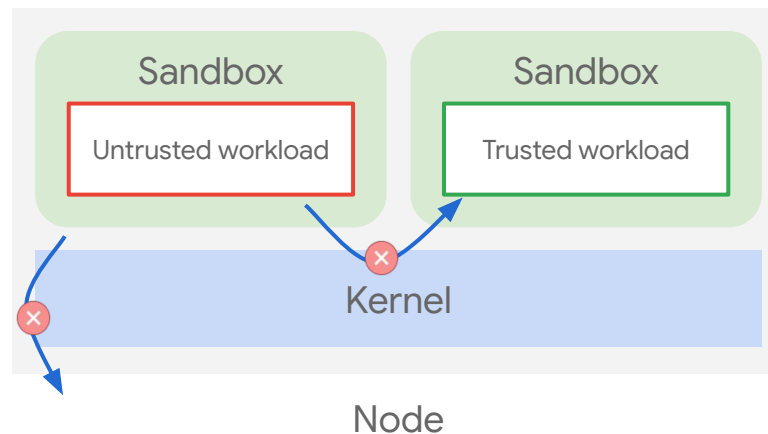 Sandbox
Sandbox
Untrusted workload
Trusted workload
Kernel
Node